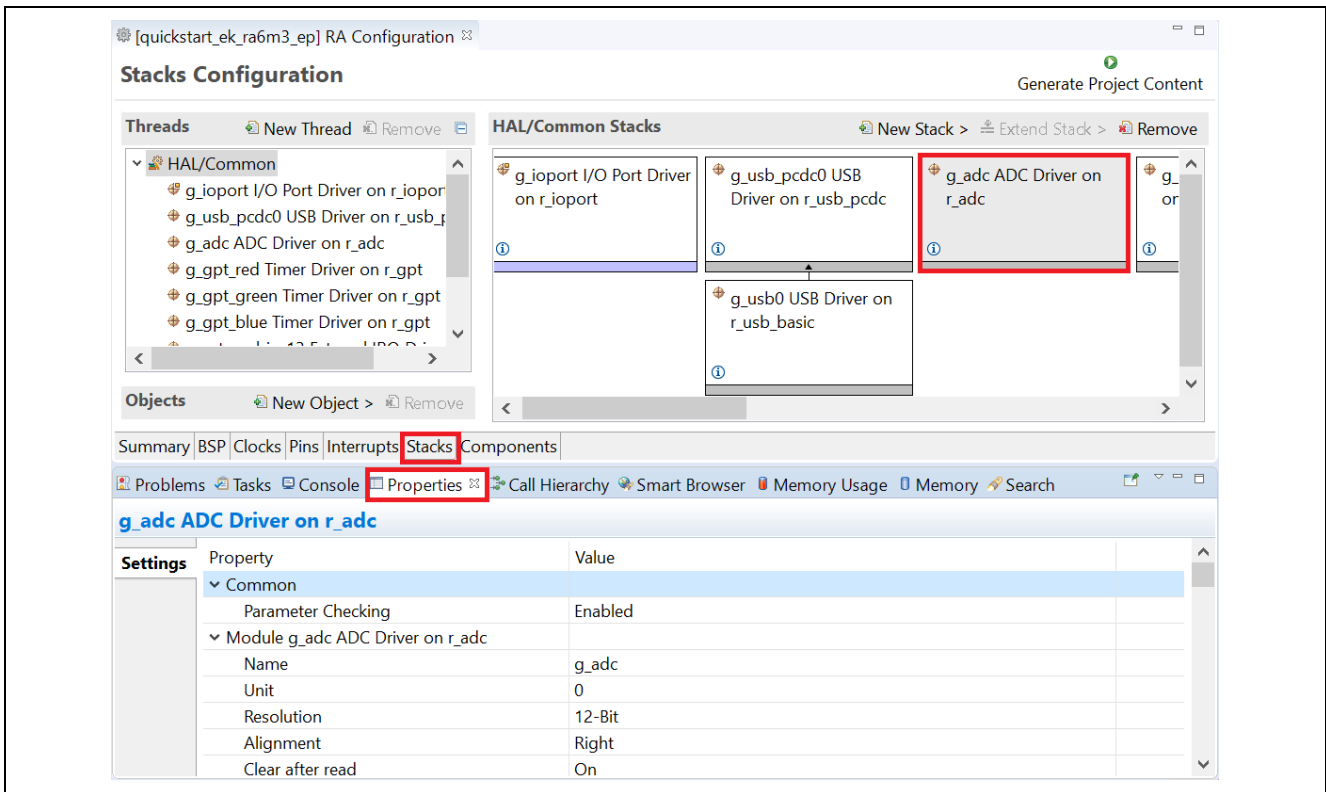 [quickstart_ek_ra6m3_ep] RA Configuration
Stacks Configuration
Generate Project Content
Threads
New Thread
Remove
HAL/Common
g_ioport I/O Port Driver on r_iopor
g_usb_pcdc0 USB Driver on r_usb_p
g_adc ADC Driver on r_adc
g_gpt_red Timer Driver on r_gpt
g_gpt_green Timer Driver on r_gpt
g_gpt_blue Timer Driver on r_gpt
Objects
New Object >
Remove
HAL/Common Stacks
New Stack >
Extend Stack >
Remove
g_ioport I/O Port Driver
on r_ioport
g_usb_pcdc0 USB
Driver on r_usb_pcdc
g_adc ADC Driver on
r_adc
g_
or
g_usb0 USB Driver on
r_usb_basic
Summary BSP Clocks Pins Interrupts Stacks Components
Problems Tasks Console Properties Call Hierarchy Smart Browser Memory Usage Memory Search
g_adc ADC Driver on r_adc
Settings
Property Value
Common
Parameter Checking Enabled
Module g_adc ADC Driver on r_adc
Name g_adc
Unit 0
Resolution 12-Bit
Alignment Right
Clear after read On